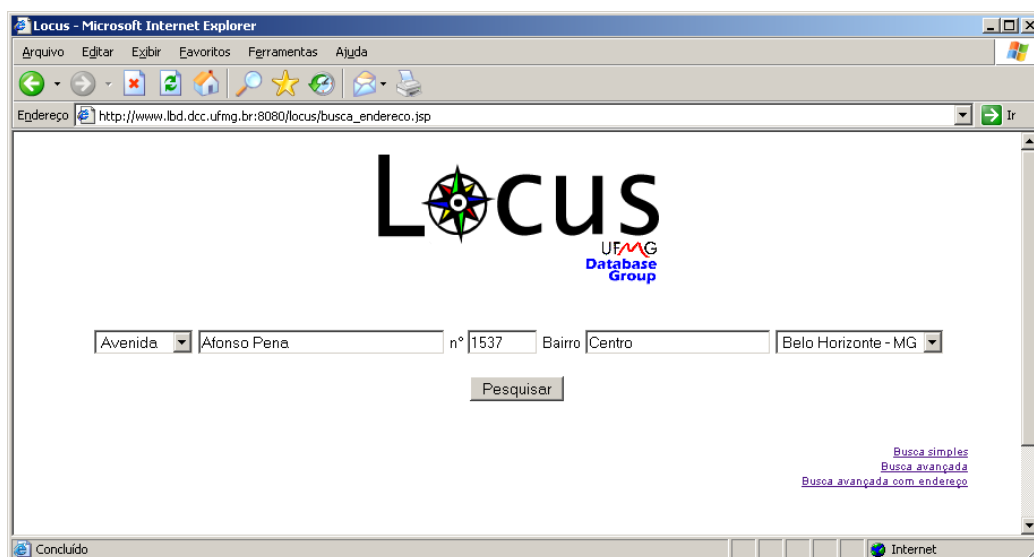 Locus - Microsoft Internet Explorer
Arquivo Editar Exibir Favoritos Ferramentas Ajuda
Endereço http://www.lbd.dcc.ufmg.br:8080/locus/busca_endereco.jsp Ir
Locus
UFMG
Database
Group
Avenida Afonso Pena nº 1537 Bairro Centro Belo Horizonte - MG
Pesquisar
Busca simples
Busca avançada
Busca avançada com endereço
Concluído Internet